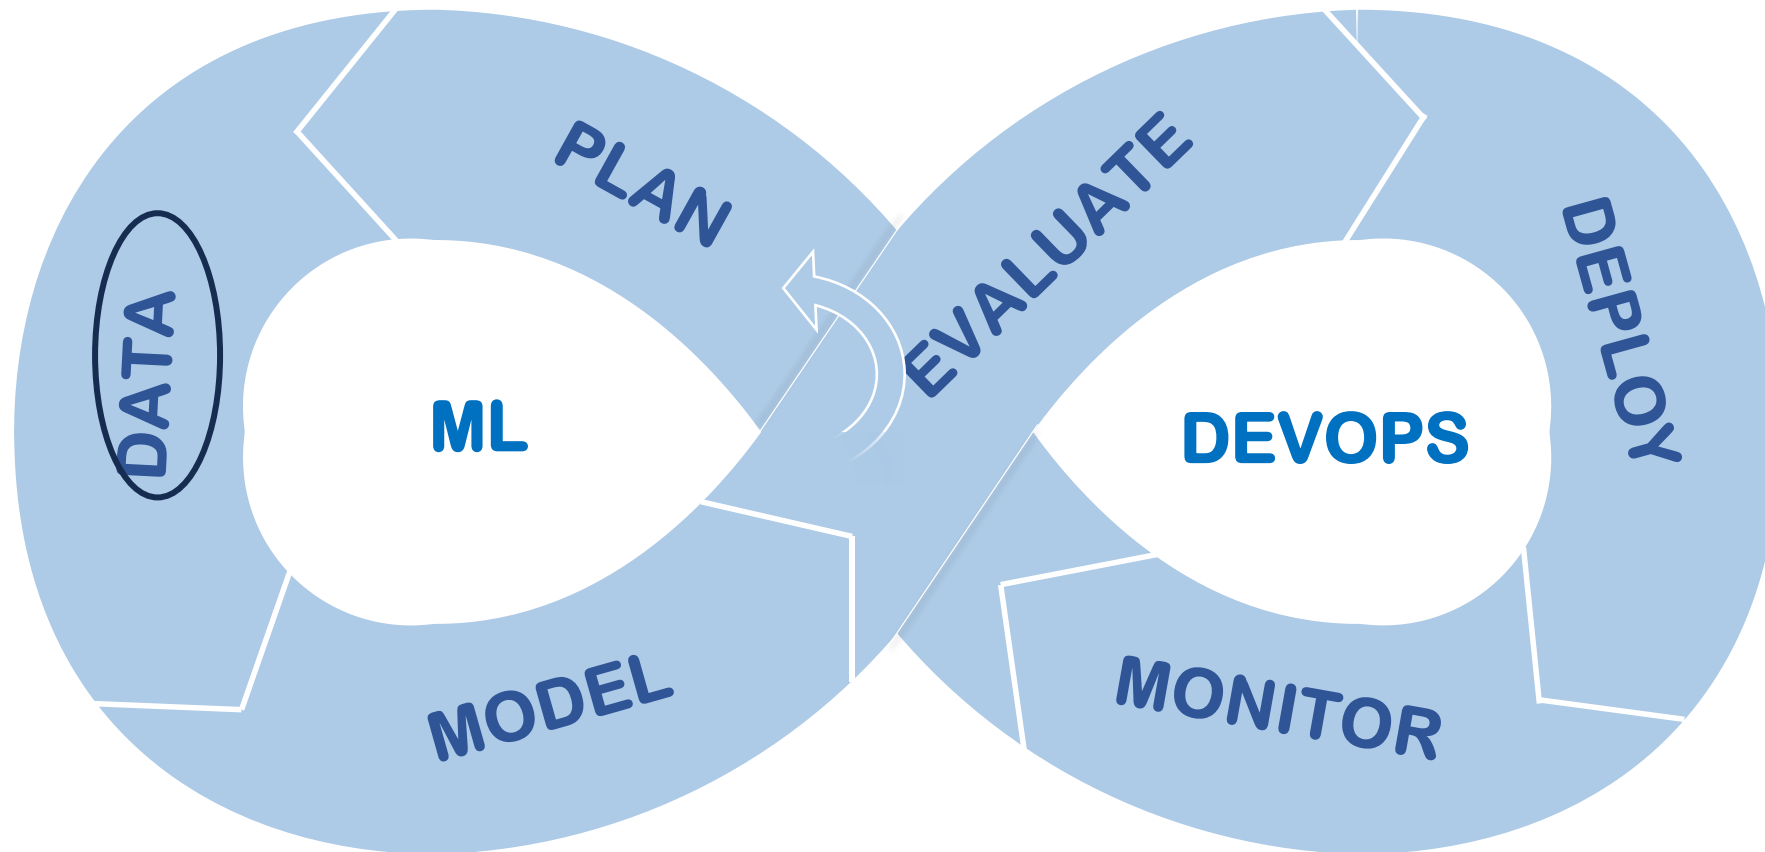 PLAN
EVALUATE
DEPLOY
DATA
ML
DEVOPS
MODEL
MONITOR